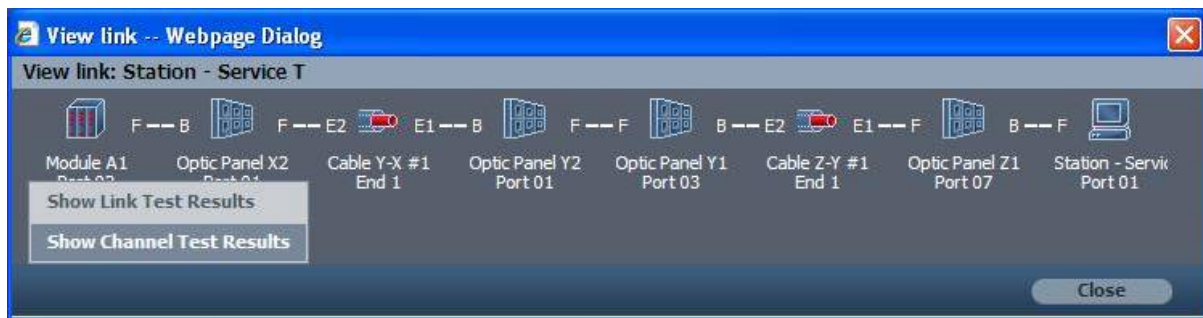 View link -- Webpage Dialog
View link: Station - Service T
F -- B F -- E2 E1 -- B F -- F B -- E2 E1 -- F B -- F
Module A1 Optic Panel X2 Cable Y-X #1 Optic Panel Y2 Optic Panel Y1 Cable Z-Y #1 Optic Panel Z1 Station - Servic
End 1 Port 01 Port 03 End 1 Port 07 Port 01
Show Link Test Results
Show Channel Test Results
Close